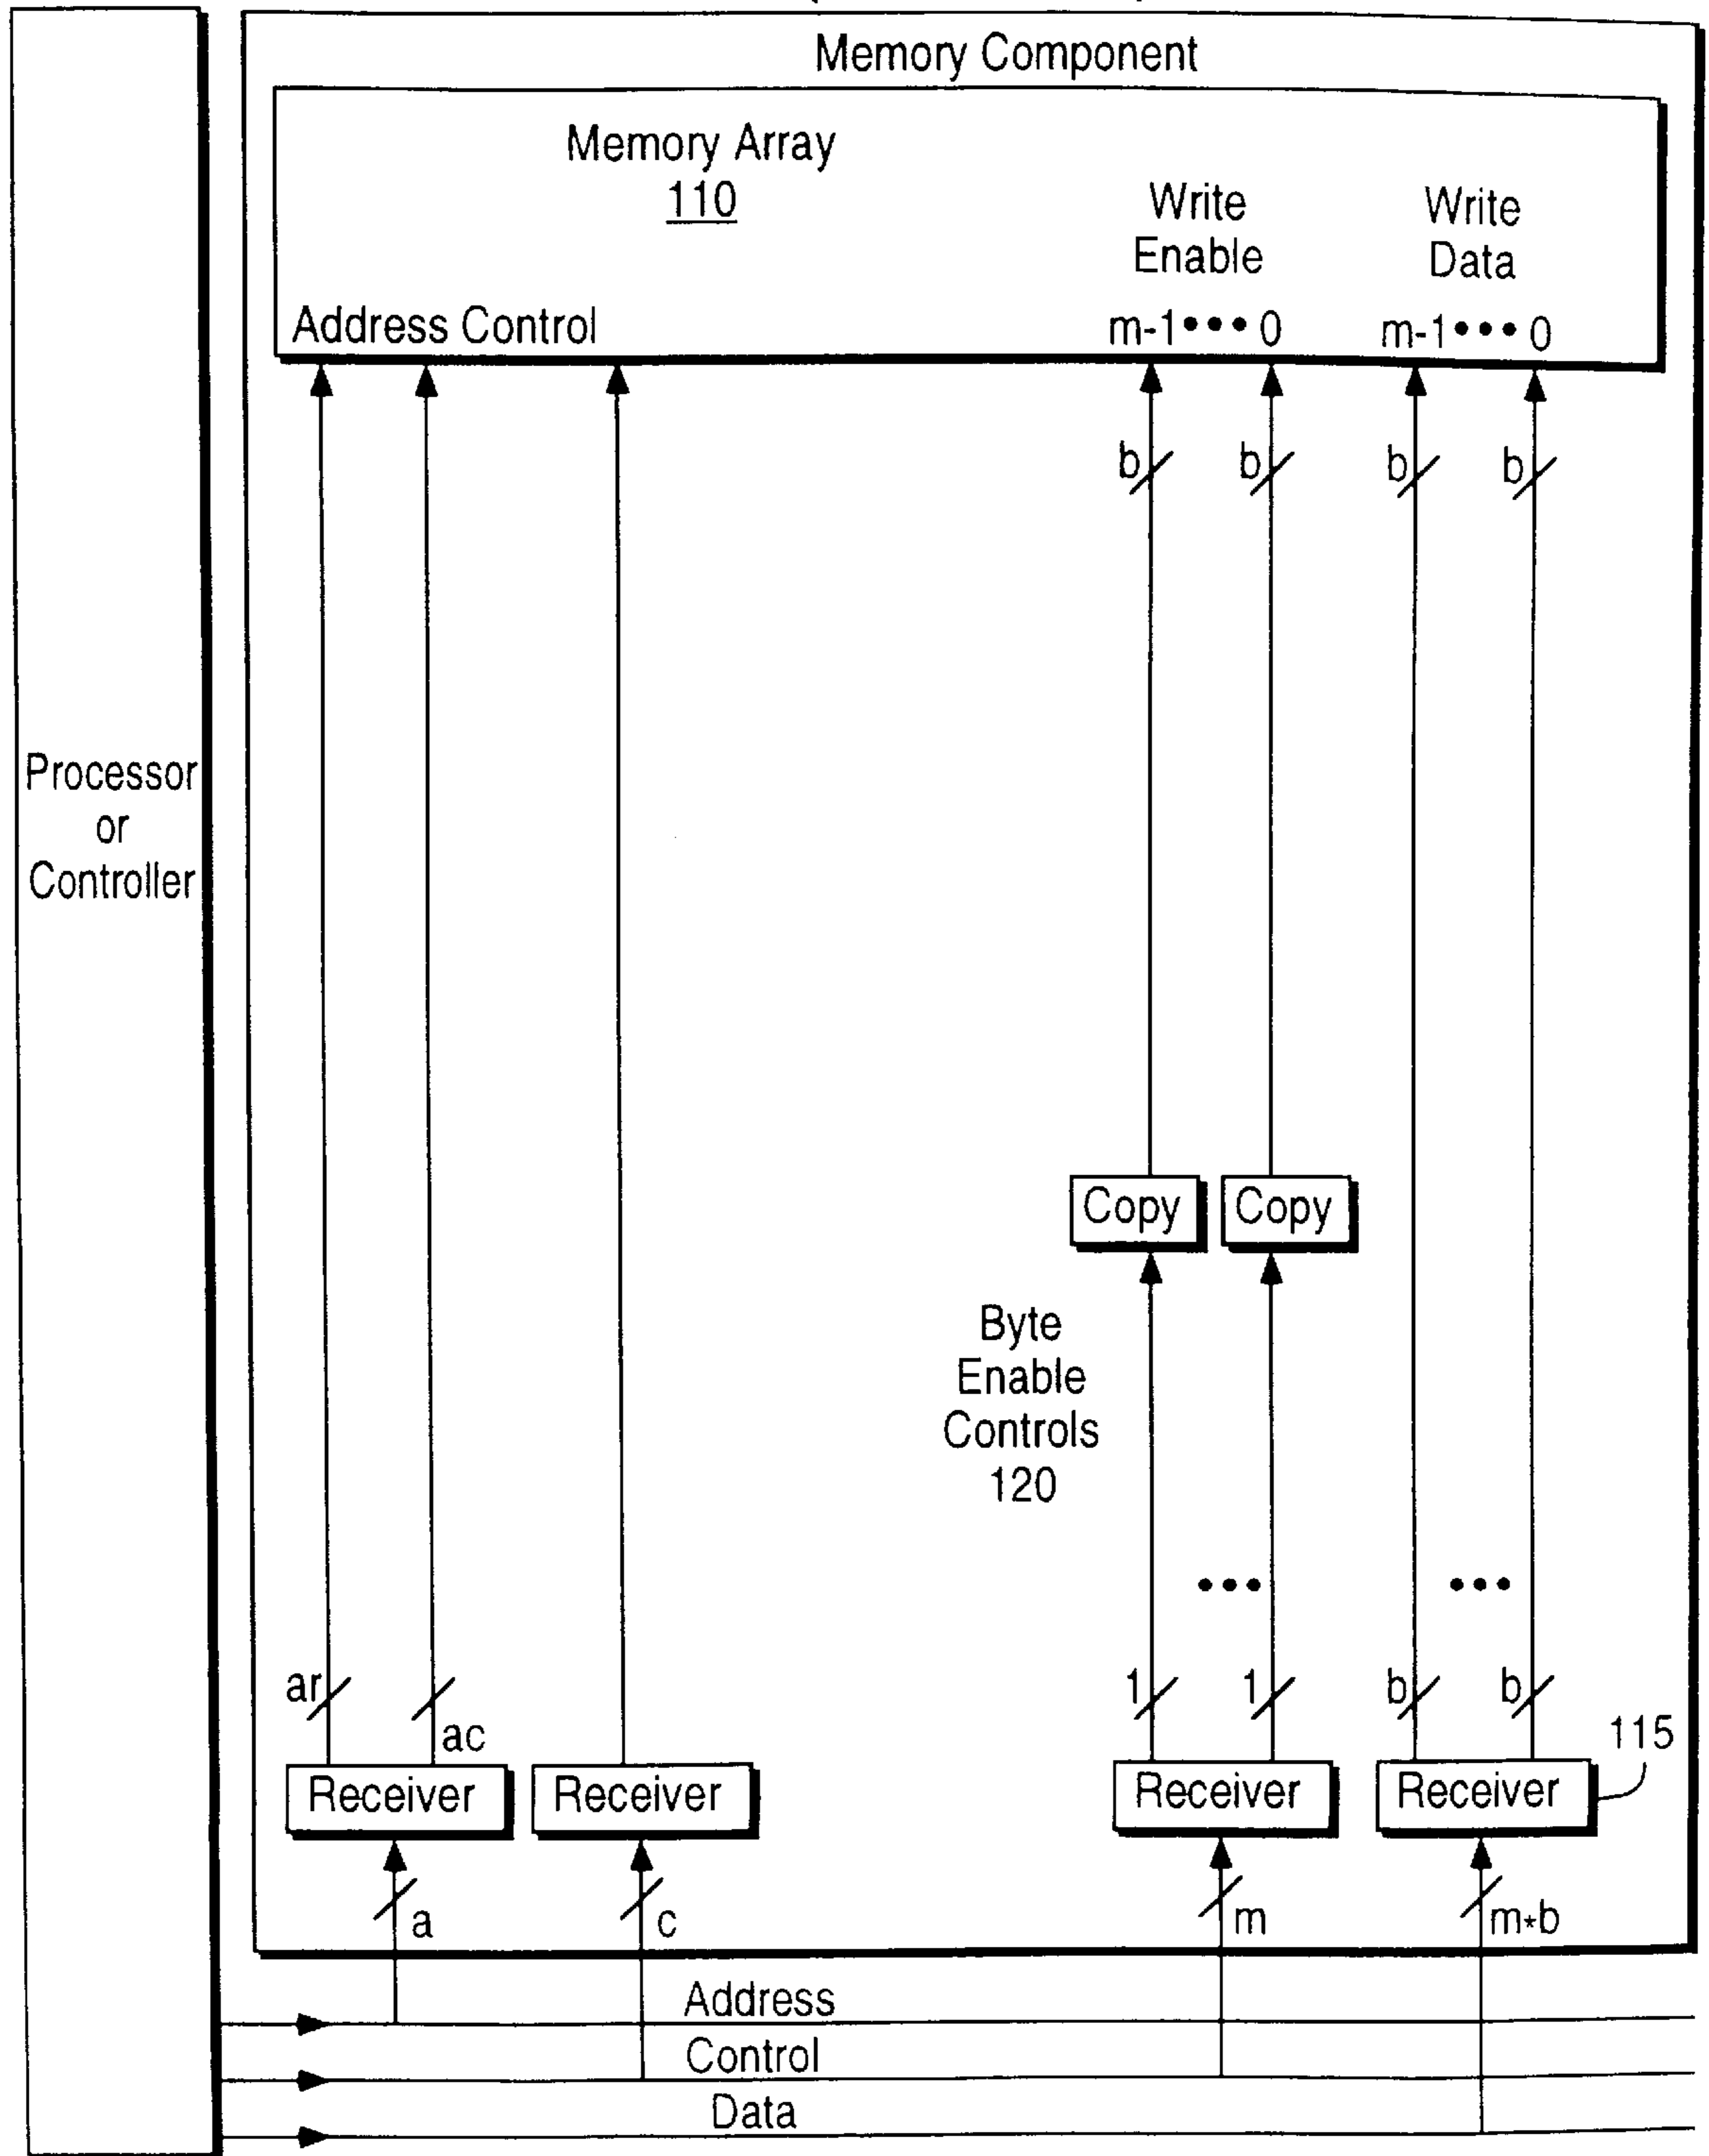 Memory Component
Memory Array
110
Write
Enable
Write
Data
Address Control
m-1••• 0
m-1••• 0
b
b
b
b
Processor
or
Controller
Copy
Copy
Byte
Enable
Controls
120
•••
•••
ar
ac
1
1
b
b
115
Receiver
Receiver
Receiver
Receiver
a
c
m
m*b
Address
Control
Data